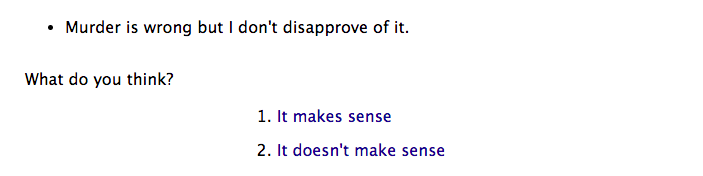 • Murder is wrong but I don't disapprove of it.
What do you think?
1. It makes sense
2. It doesn't make sense